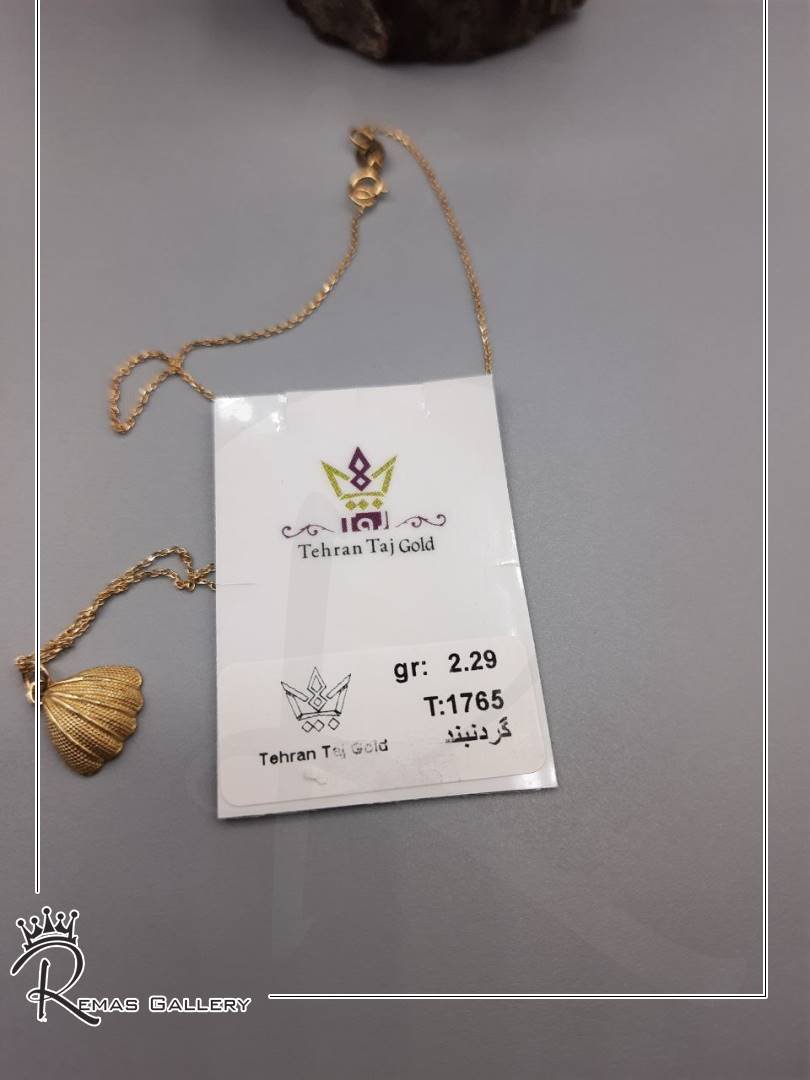 Tehran Taj Gold
gr: 2.29
T:1765
گردنبند
Tehran Taj Gold
REMAS GALLERY